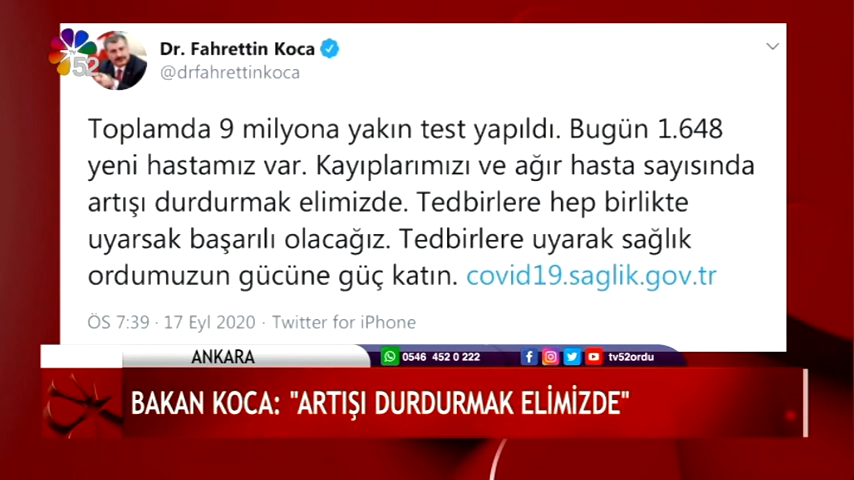 TV
52
Dr. Fahrettin Koca
@drfahrettinkoca
Toplamda 9 milyona yakın test yapıldı. Bugün 1.648
yeni hastamız var. Kayıplarımızı ve ağır hasta sayısında
artışı durdurmak elimizde. Tedbirlere hep birlikte
uyarsak başarılı olacağız. Tedbirlere uyarak sağlık
ordumuzun gücüne güç katın. covid19.saglik.gov.tr
ÖS 7:39 · 17 Eyl 2020 · Twitter for iPhone
ANKARA
0546 452 0 222
tv52ordu
BAKAN KOCA: "ARTIŞI DURDURMAK ELİMİZDE"